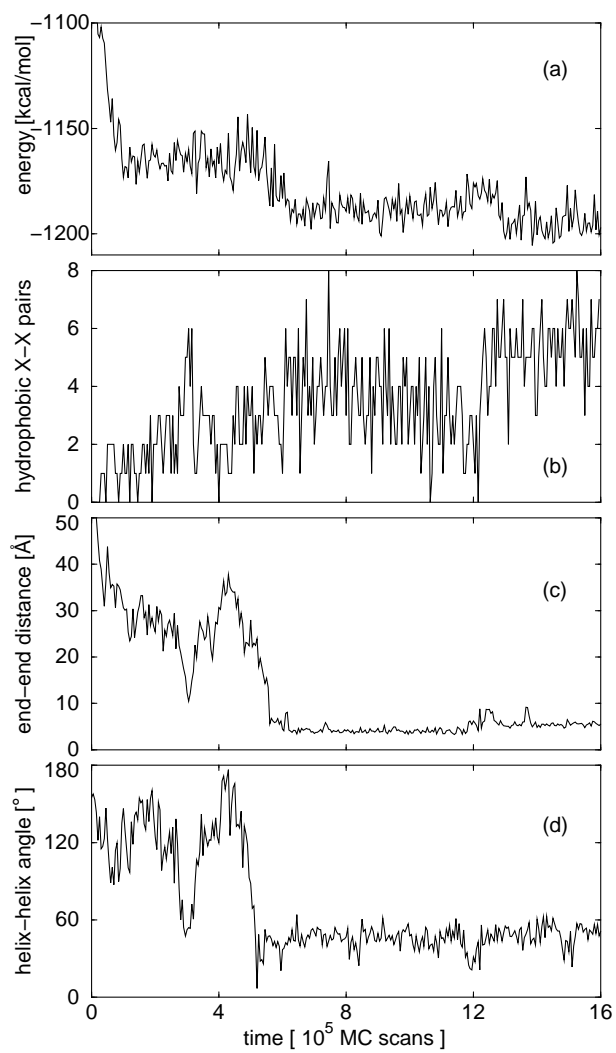 −1100
−1150
−1200
energy [kcal/mol]
(a)
8
6
4
2
0
hydrophobic X−X pairs
(b)
50
40
30
20
10
0
end−end distance [Å]
(c)
180
120
60
0
helix−helix angle [°]
(d)
0 4 8 12 16
time [ 10⁵ MC scans ]